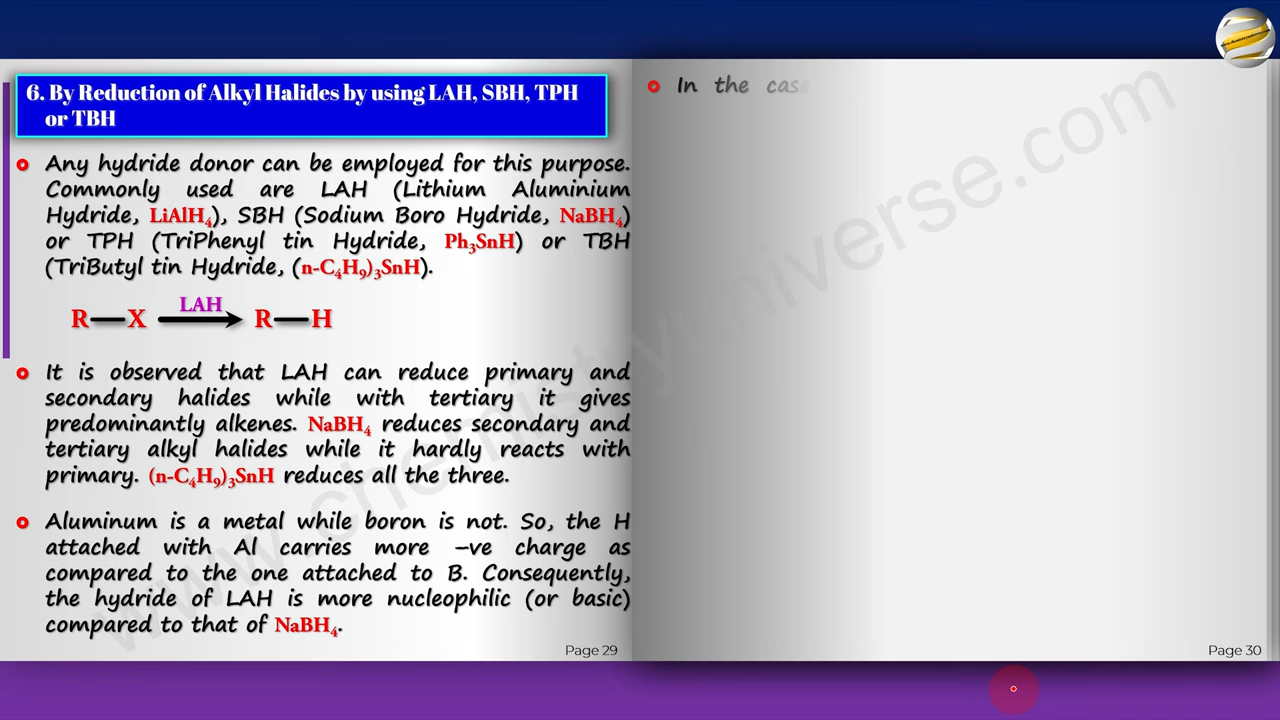 6. By Reduction of Alkyl Halides by using LAH, SBH, TPH
or TBH
Any hydride donor can be employed for this purpose.
Commonly used are LAH (Lithium Aluminium
Hydride, LiAlH₄), SBH (Sodium Boro Hydride, NaBH₄)
or TPH (TriPhenyl tin Hydride, Ph₃SnH) or TBH
(TriButyl tin Hydride, (n-C₄H₉)₃SnH).
LAH
R—X → R—H
It is observed that LAH can reduce primary and
secondary halides while with tertiary it gives
predominantly alkenes. NaBH₄ reduces secondary and
tertiary alkyl halides while it hardly reacts with
primary. (n-C₄H₉)₃SnH reduces all the three.
Aluminum is a metal while boron is not. So, the H
attached with Al carries more –ve charge as
compared to the one attached to B. Consequently,
the hydride of LAH is more nucleophilic (or basic)
compared to that of NaBH₄.
Page 29
In the case
Page 30
www.chemistryuniverse.com